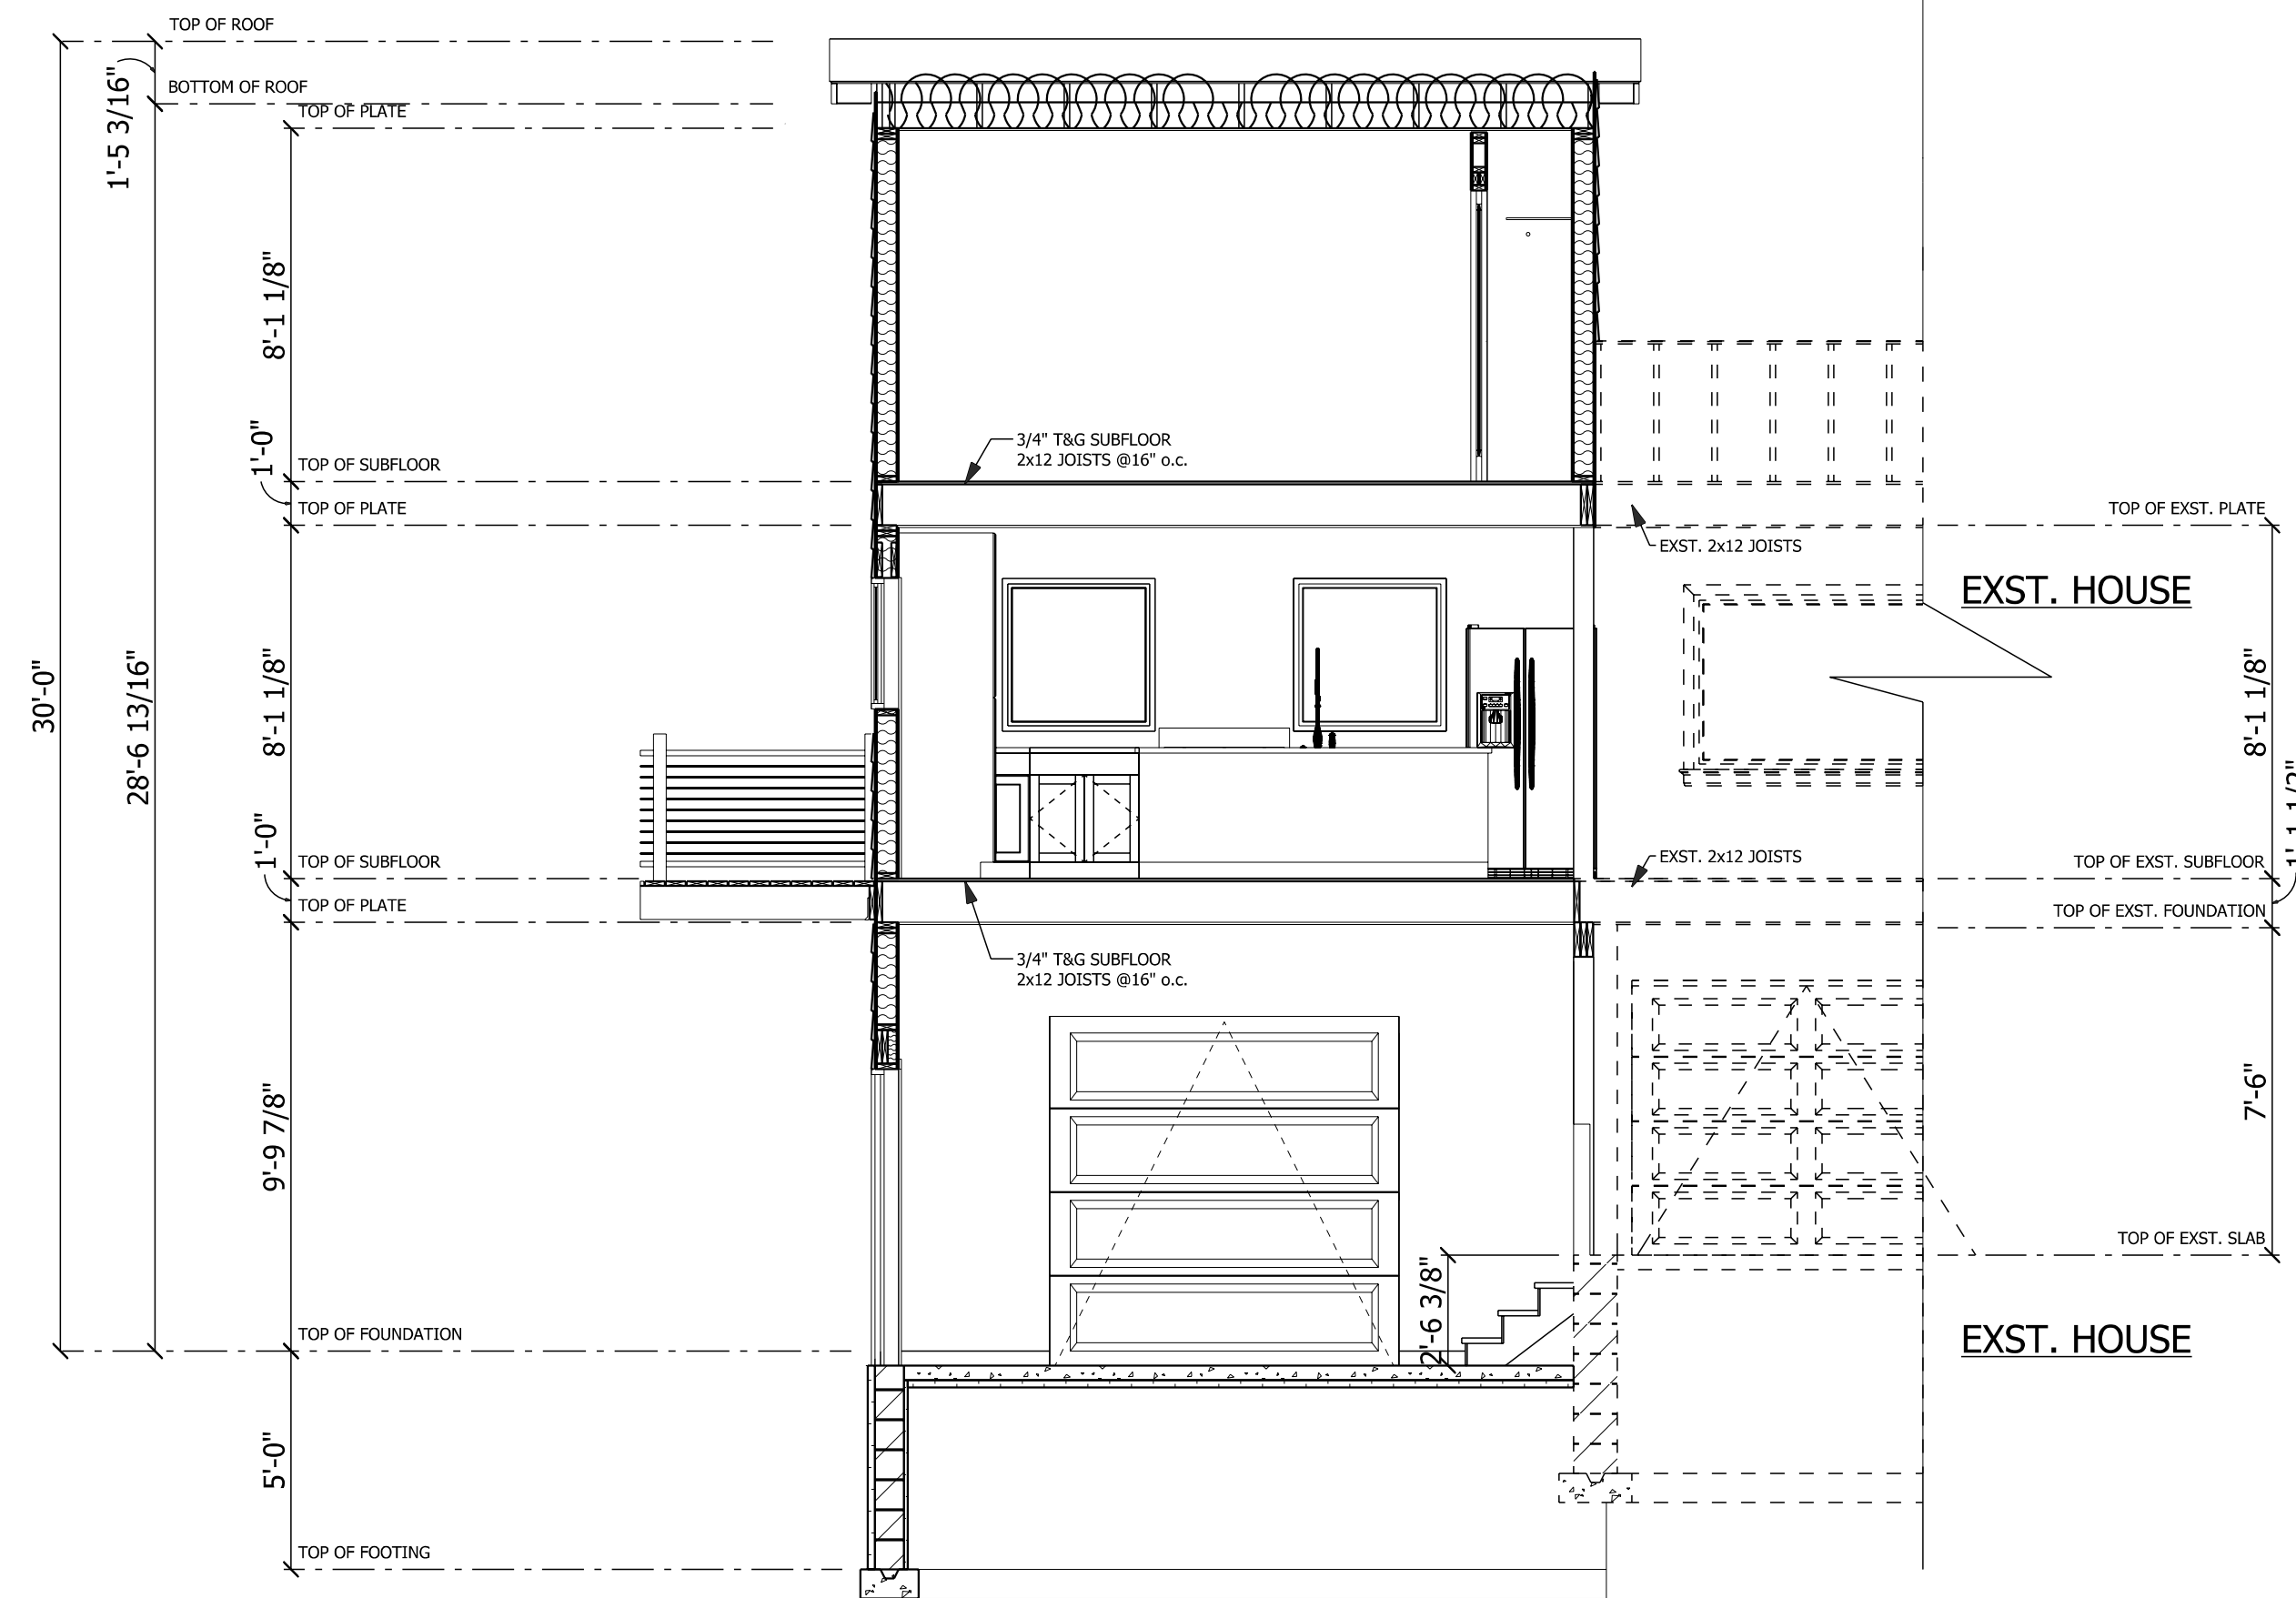 TOP OF ROOF
1'-5 3/16"
BOTTOM OF ROOF
TOP OF PLATE
8'-1 1/8"
1'-0"
3/4" T&G SUBFLOOR
2x12 JOISTS @16" o.c.
TOP OF SUBFLOOR
TOP OF PLATE
TOP OF EXST. PLATE
EXST. 2x12 JOISTS
EXST. HOUSE
30'-0"
28'-6 13/16"
8'-1 1/8"
8'-1 1/8"
1'-0"
TOP OF SUBFLOOR
EXST. 2x12 JOISTS
TOP OF EXST. SUBFLOOR
1'-1 1/2"
TOP OF PLATE
TOP OF EXST. FOUNDATION
3/4" T&G SUBFLOOR
2x12 JOISTS @16" o.c.
9'-9 7/8"
7'-6"
TOP OF EXST. SLAB
2'-6 3/8"
TOP OF FOUNDATION
EXST. HOUSE
5'-0"
TOP OF FOOTING